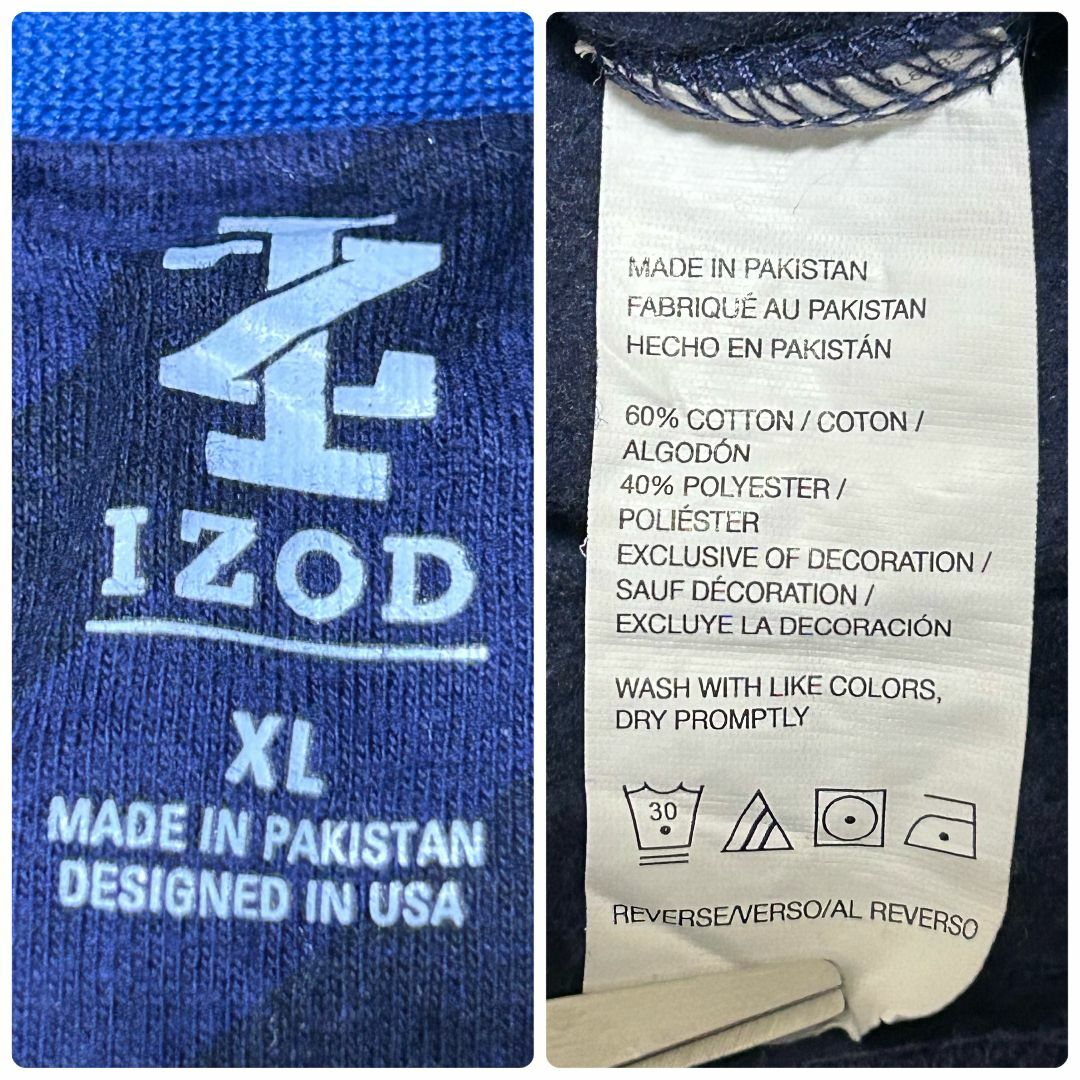 IZOD
XL
MADE IN PAKISTAN
DESIGNED IN USA
MADE IN PAKISTAN
FABRIQUÉ AU PAKISTAN
HECHO EN PAKISTÁN
60% COTTON / COTON /
ALGODÓN
40% POLYESTER /
POLIÉSTER
EXCLUSIVE OF DECORATION /
SAUF DÉCORATION /
EXCLUYE LA DECORACIÓN
WASH WITH LIKE COLORS,
DRY PROMPTLY
30
REVERSE/VERSO/AL REVERSO